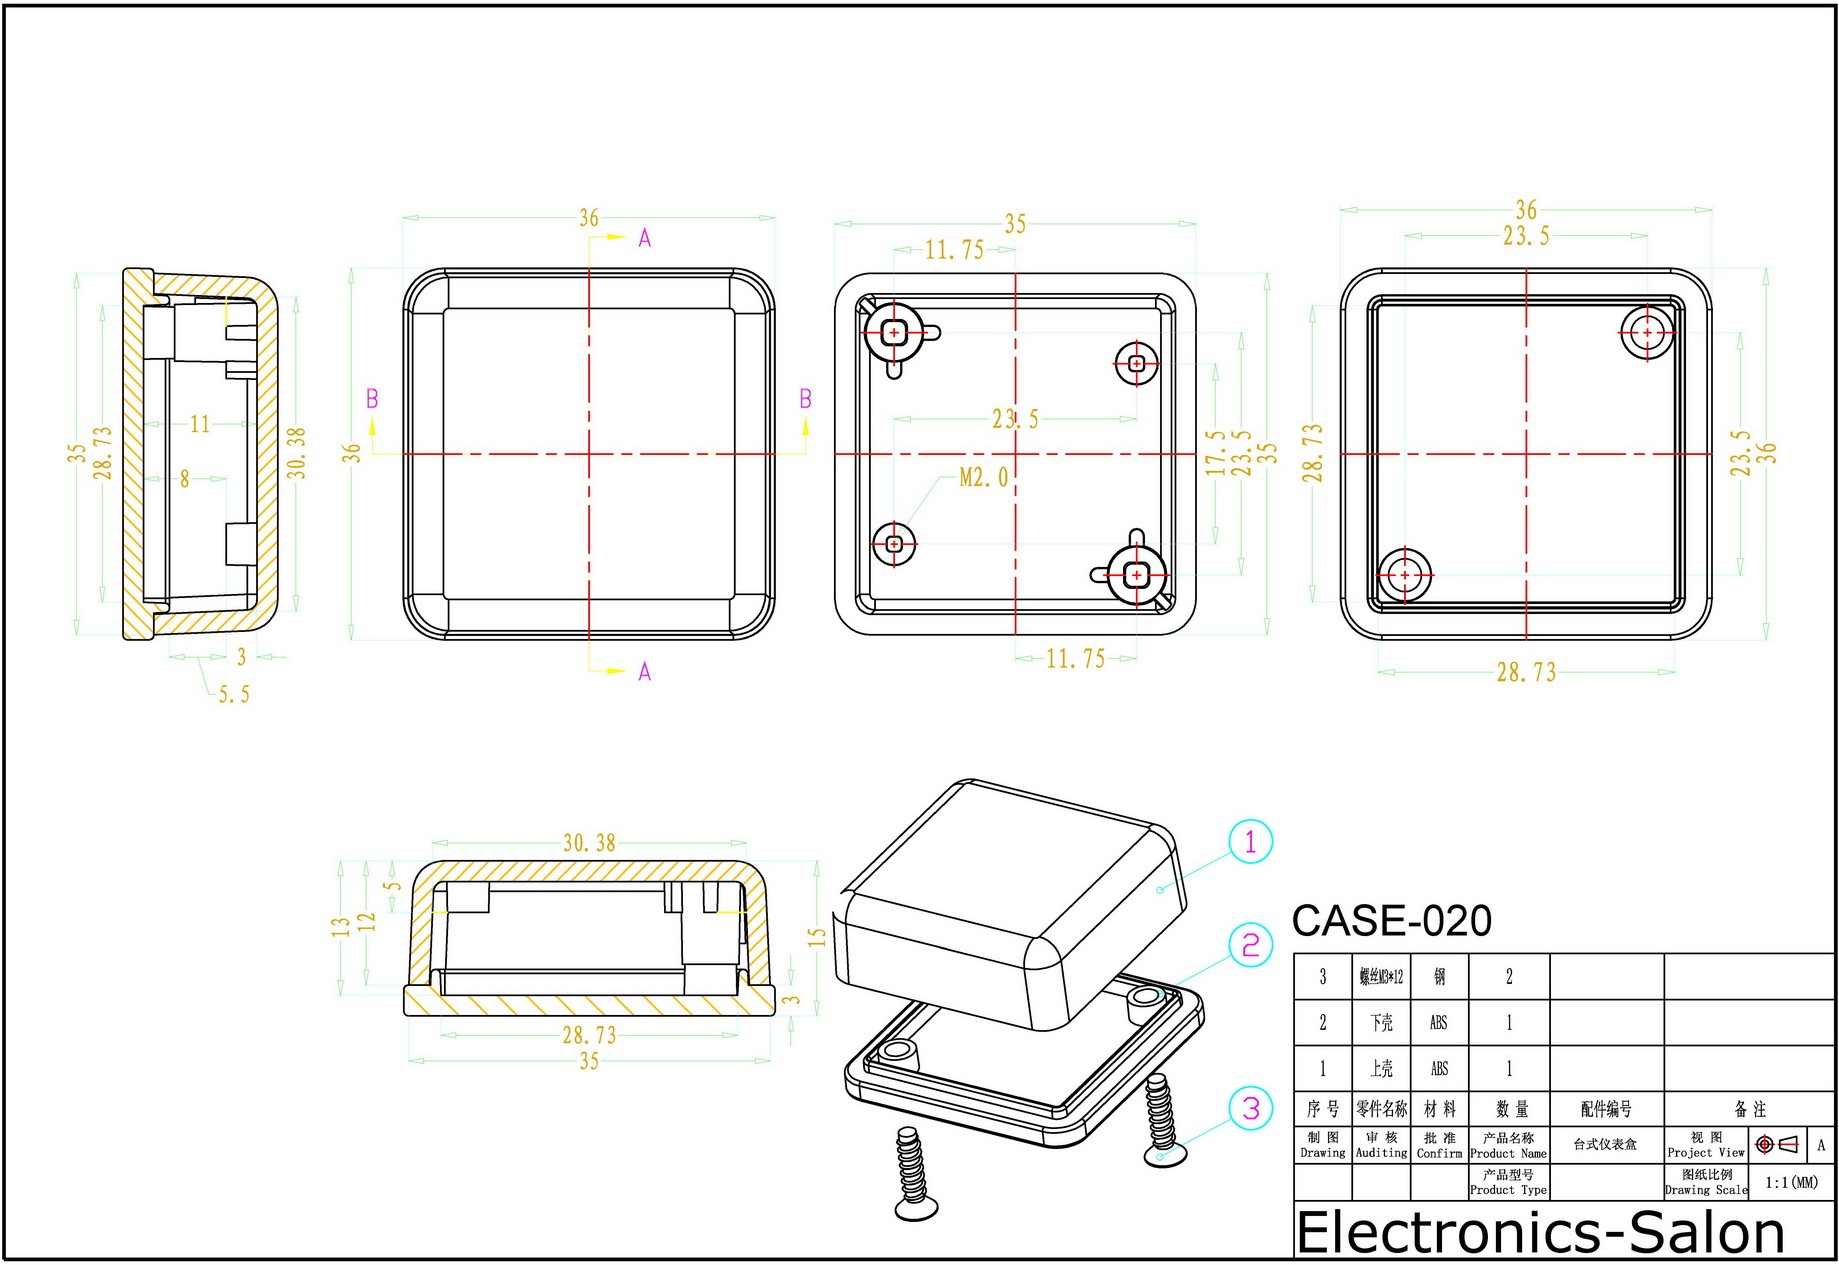 36
A
B
B
36
A
35
28.73
11
8
30.38
3
5.5
35
11.75
23.5
M2.0
17.5
23.5
35
11.75
36
23.5
28.73
23.5
36
28.73
30.38
13
12
5
15
3
28.73
35
1
2
3
CASE-020
3 螺丝M3*12 钢 2
2 下壳 ABS 1
1 上壳 ABS 1
序 号 零件名称 材 料 数 量 配件编号 备 注
制 图 审 核 批 准 产品名称 台式仪表盒 视 图 A
Drawing Auditing Confirm Product Name Project View
产品型号 图纸比例 1:1(MM)
Product Type Drawing Scale
Electronics-Salon